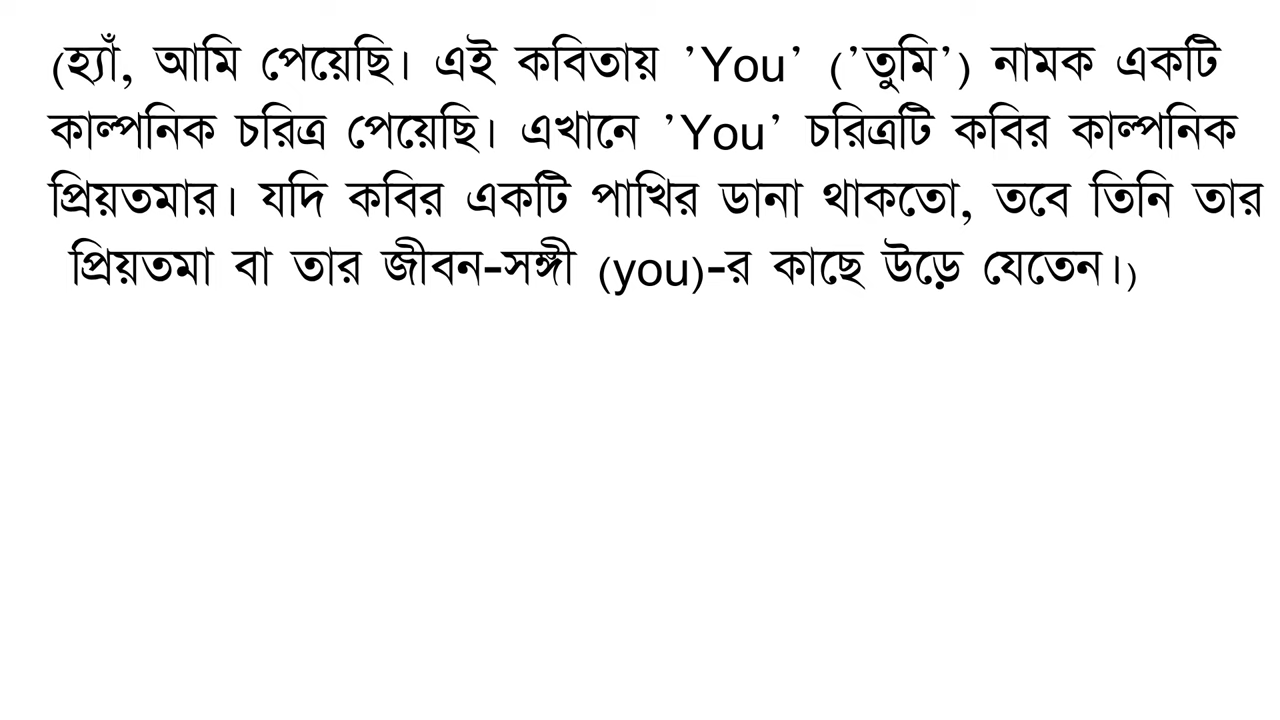 (হ্যাঁ, আমি পেয়েছি। এই কবিতায় ’You’ (’তুমি’) নামক একটি
কাল্পনিক চরিত্র পেয়েছি। এখানে ’You’ চরিত্রটি কবির কাল্পনিক
প্রিয়তমার। যদি কবির একটি পাখির ডানা থাকতো, তবে তিনি তার
প্রিয়তমা বা তার জীবন-সঙ্গী (you)-র কাছে উড়ে যেতেন।)